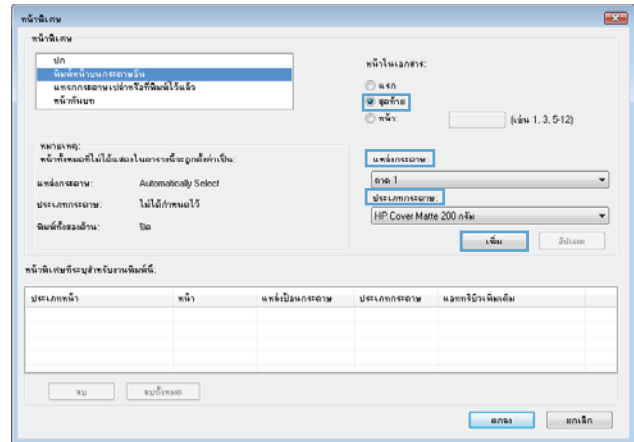 หน้าพิเศษ
หน้าพิเศษ
ปก
พิมพ์หน้าบนกระดาษอื่น
แทรกกระดาษเปล่าหรือที่พิมพ์ไว้แล้ว
หน้าคั่นบท
หน้าในเอกสาร:
แรก
สุดท้าย
หน้า:
(เช่น 1, 3, 5-12)
หมายเหตุ:
หน้าทั้งหมดที่ไม่ได้แสดงในตารางนี้จะถูกตั้งค่าเป็น:
แหล่งกระดาษ: Automatically Select
ประเภทกระดาษ: ไม่ได้กำหนดไว้
พิมพ์ทั้งสองด้าน: ปิด
แหล่งกระดาษ:
ถาด 1
ประเภทกระดาษ:
HP Cover Matte 200 กรัม
เพิ่ม อัปเดต
หน้าพิเศษที่ระบุสำหรับงานพิมพ์นี้:
ประเภทหน้า หน้า แหล่งป้อนกระดาษ ประเภทกระดาษ แอททริบิวเพิ่มเติม
ลบ ลบทั้งหมด
ตกลง ยกเลิก